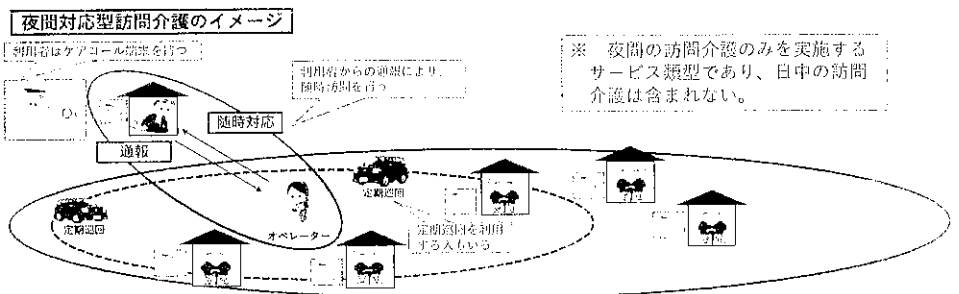 夜間対応型訪問介護のイメージ
利用者はケアコール端末を持つ
利用者からの通報により、
随時訪問を行う
※ 夜間の訪問介護のみを実施する
サービス類型であり、日中の訪問
介護は含まれない。
随時対応
通報
定期巡回
定期巡回
オペレーター
定期巡回を利用
する人もいる